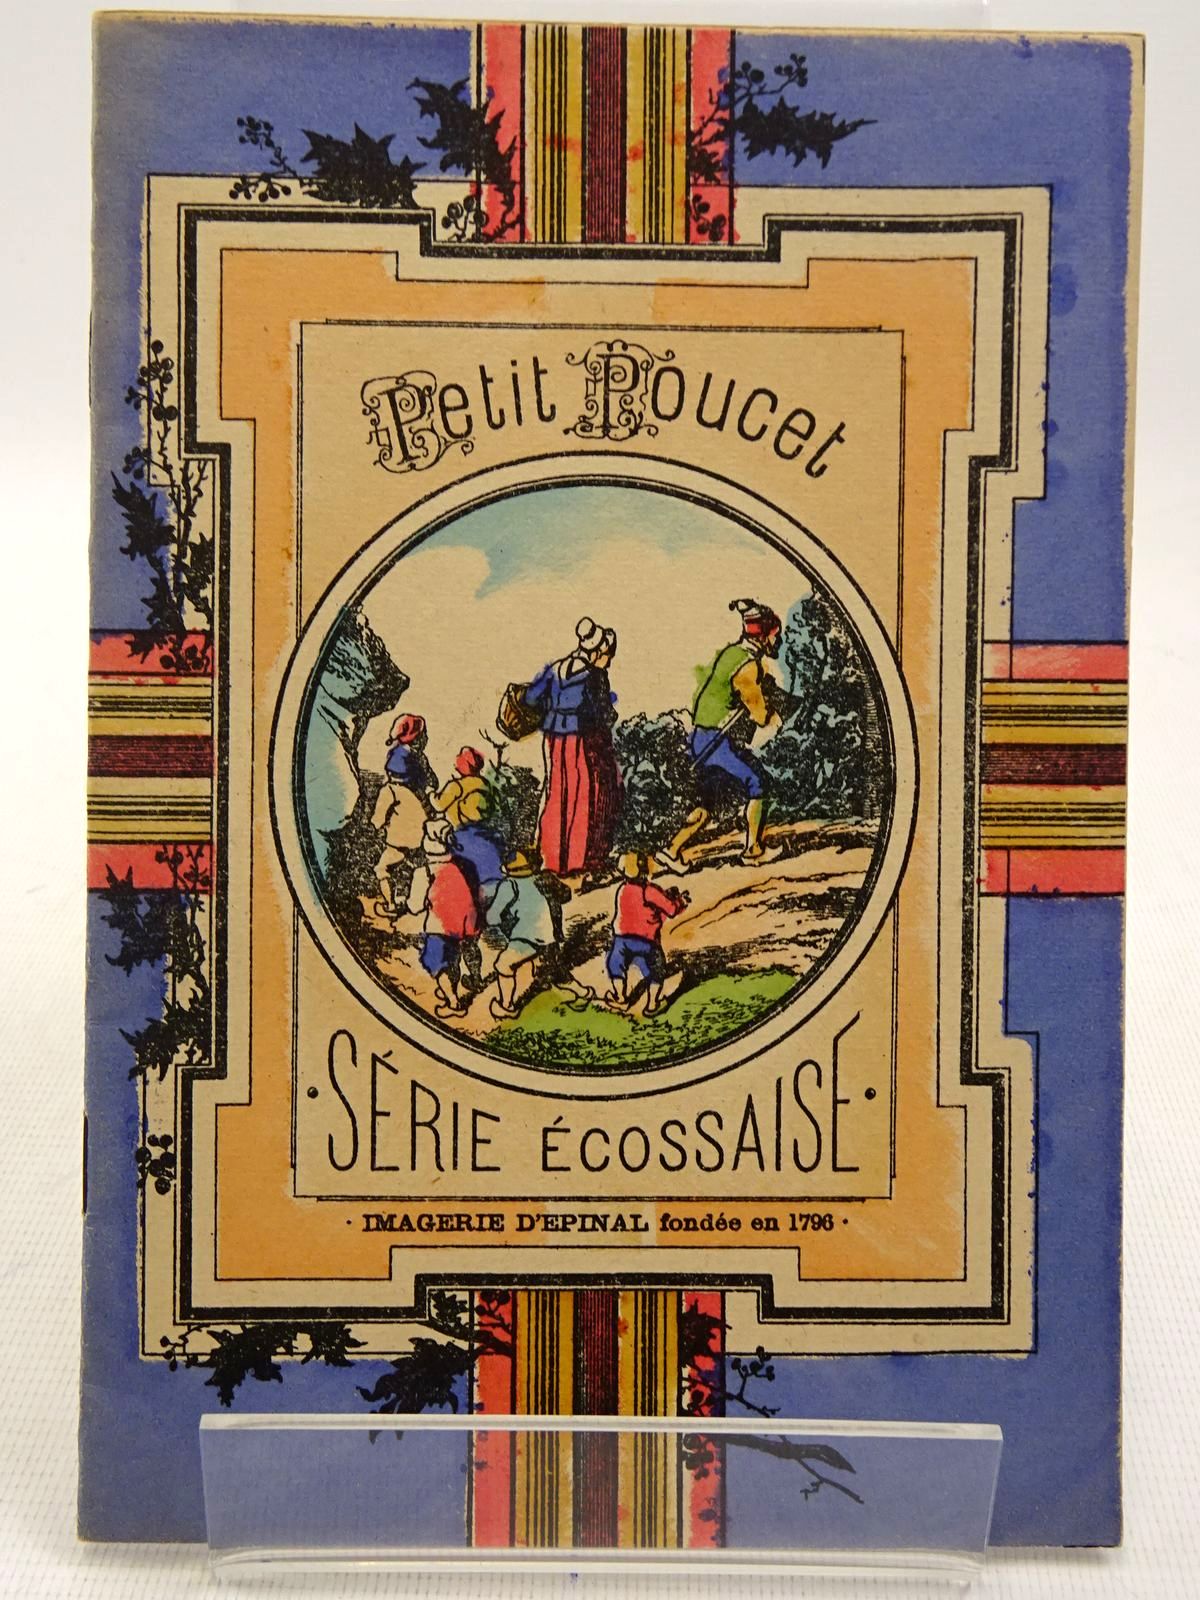 Petit Poucet
· SÉRIE ÉCOSSAISE ·
· IMAGERIE D'EPINAL fondée en 1796 ·